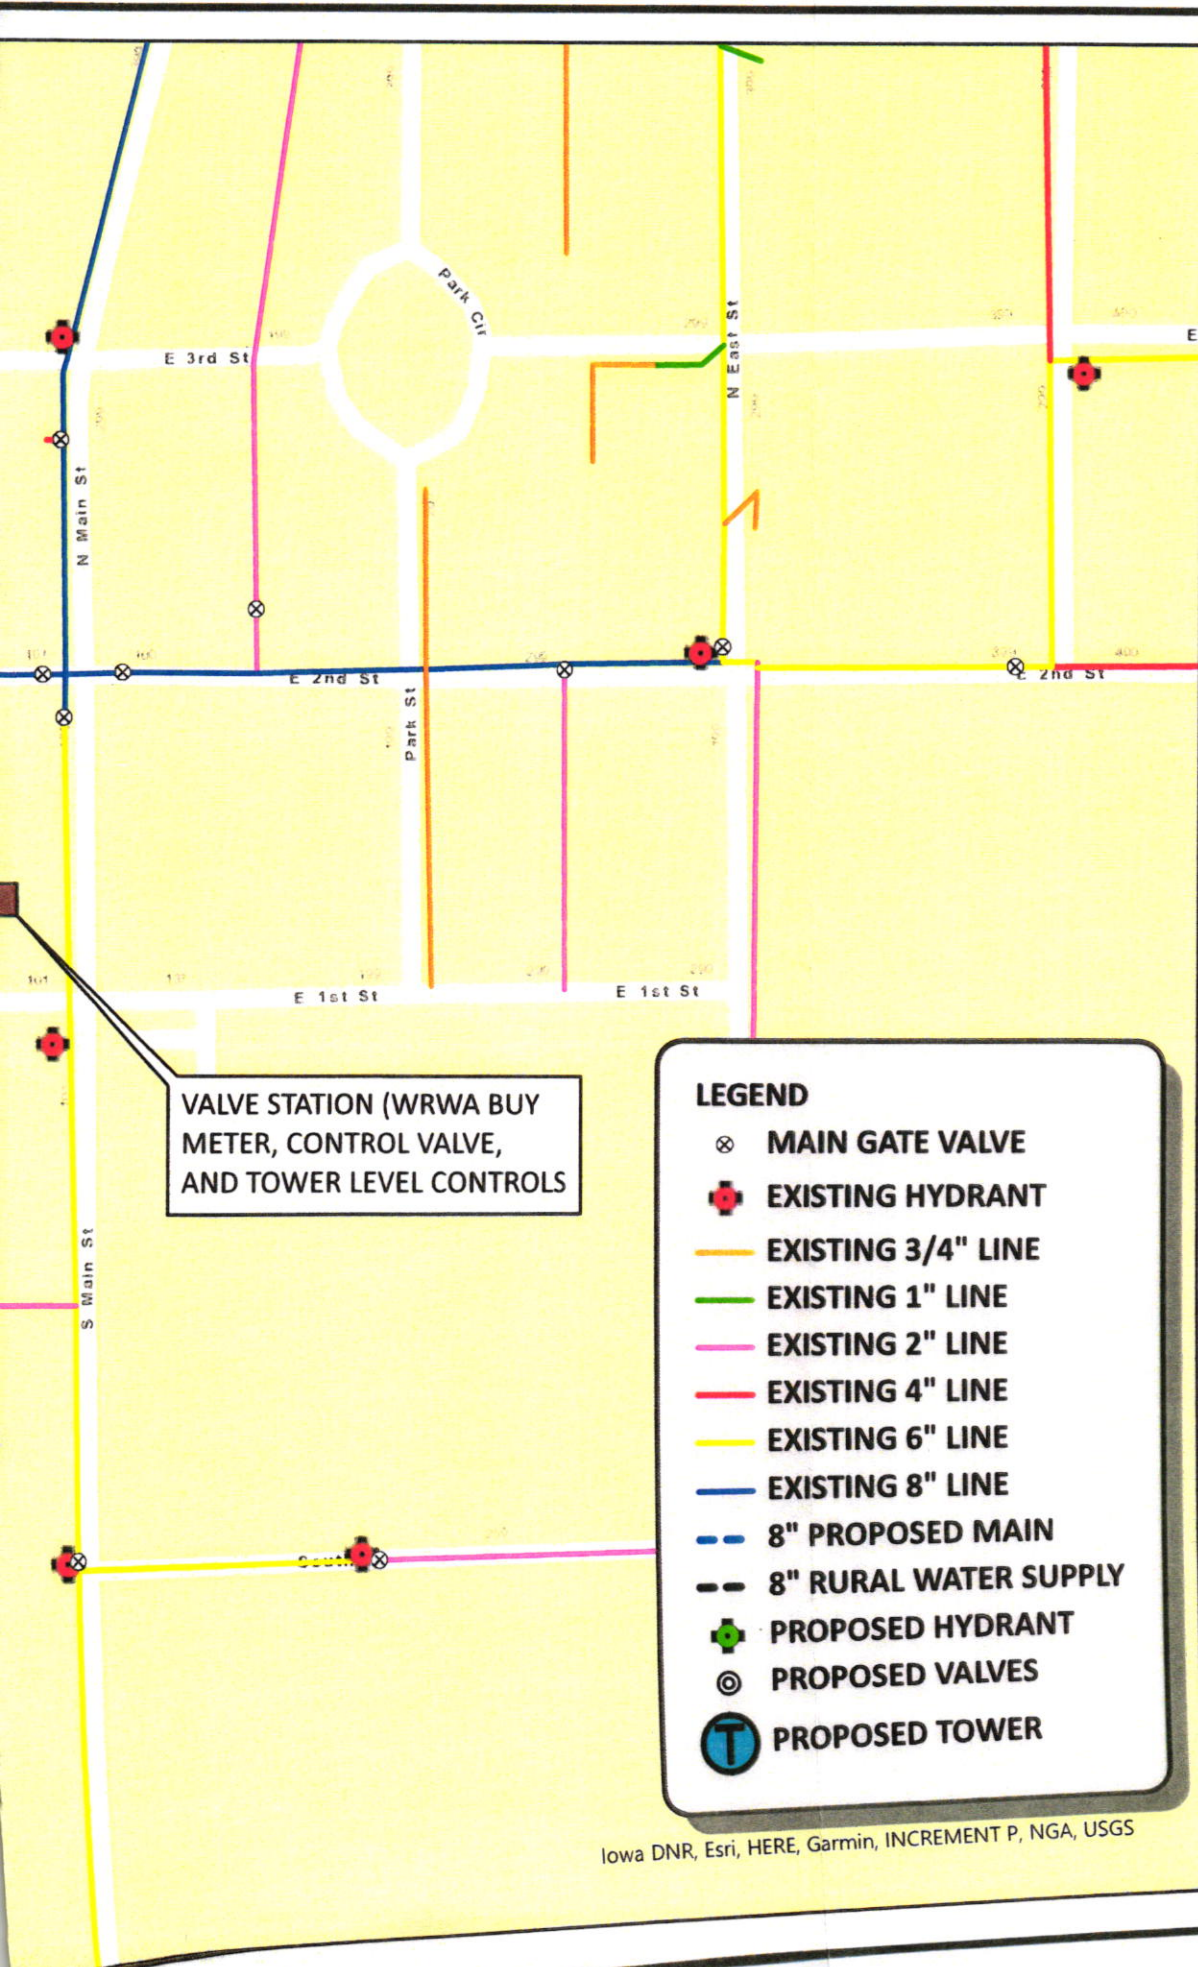 Park Cir
E 3rd St
N East St
E
N Main St
E 2nd St
E 2nd St
400
Park St
E 1st St
E 1st St
VALVE STATION (WRWA BUY
METER, CONTROL VALVE,
AND TOWER LEVEL CONTROLS
S Main St
LEGEND
MAIN GATE VALVE
EXISTING HYDRANT
EXISTING 3/4" LINE
EXISTING 1" LINE
EXISTING 2" LINE
EXISTING 4" LINE
EXISTING 6" LINE
EXISTING 8" LINE
8" PROPOSED MAIN
8" RURAL WATER SUPPLY
PROPOSED HYDRANT
PROPOSED VALVES
T PROPOSED TOWER
Iowa DNR, Esri, HERE, Garmin, INCREMENT P, NGA, USGS